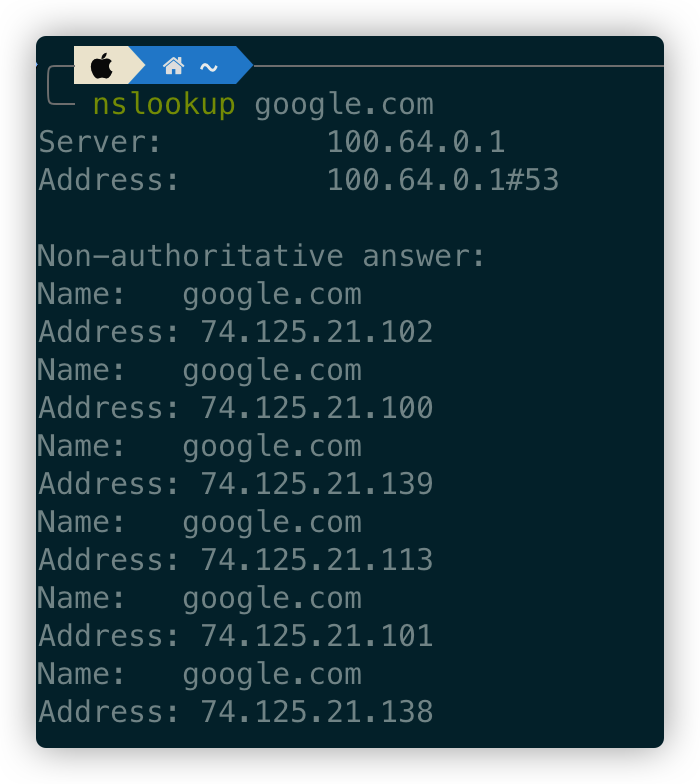 ~
nslookup google.com
Server:         100.64.0.1
Address:        100.64.0.1#53

Non-authoritative answer:
Name:   google.com
Address: 74.125.21.102
Name:   google.com
Address: 74.125.21.100
Name:   google.com
Address: 74.125.21.139
Name:   google.com
Address: 74.125.21.113
Name:   google.com
Address: 74.125.21.101
Name:   google.com
Address: 74.125.21.138